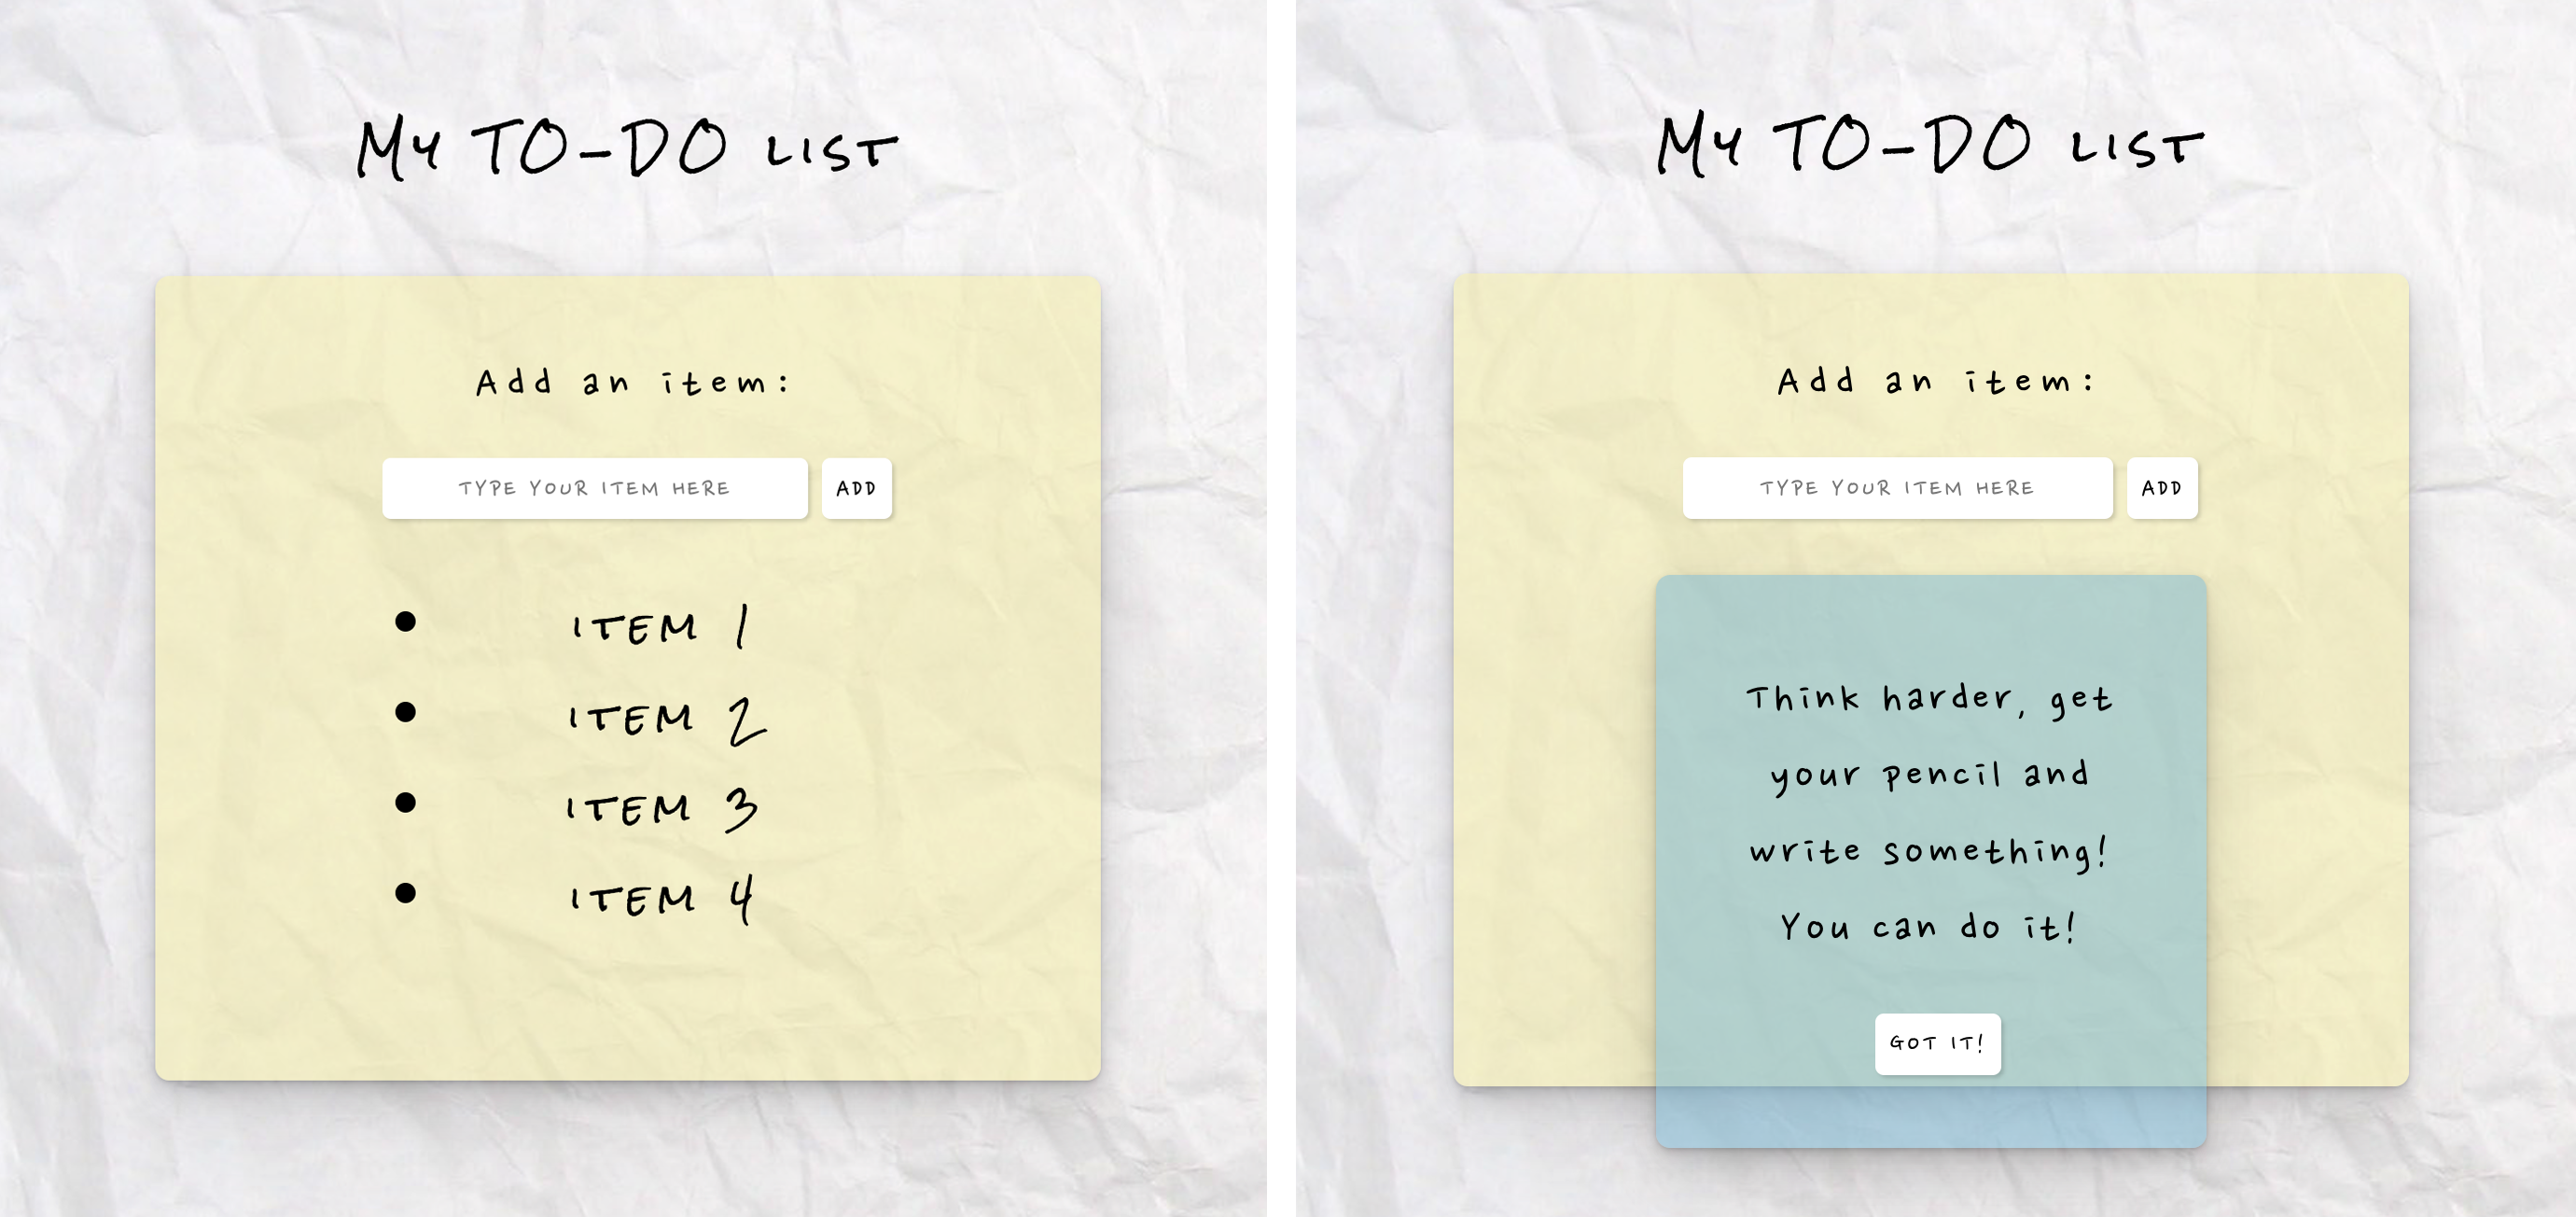 My TO-DO LIST
Add an item:
TYPE YOUR ITEM HERE
ADD
ITEM 1
ITEM 2
ITEM 3
ITEM 4
My TO-DO LIST
Add an item:
TYPE YOUR ITEM HERE
ADD
Think harder, get
your pencil and
write something!
You can do it!
GOT IT!